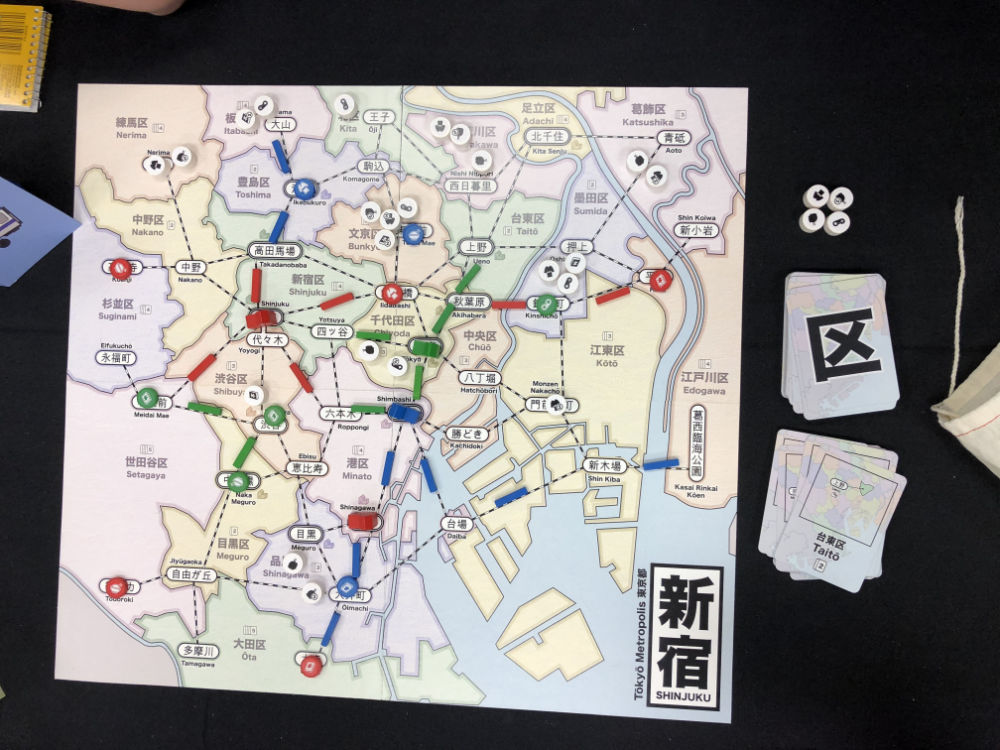 練馬区
Nerima
Nerima
板
Itabashi
大山
王子
Kita
Ōji
足立区
Adachi
北千住
Kita Senju
葛飾区
Katsushika
青砥
Aoto
川区
豊島区
Toshima
Ikebukuro
駒込
Komagome
Nishi Nippori
西日暮里
墨田区
Sumida
中野区
Nakano
文京区
Bunkyo
台東区
Taitō
Shin Koiwa
新小岩
高田馬場
Takadanobaba
上野
Ueno
押上
中野
Nakano
新宿区
Shinjuku
杉並区
Suginami
Shinjuku
橋
Iidabashi
秋葉原
Akihabara
Kinshichō
Yotsuya
四ッ谷
千代田区
Chiyoda
代々木
Yoyogi
中央区
Chūō
江東区
Kōtō
Eifukuchō
永福町
渋谷区
Shibuya
八丁堀
Hatchōbori
Monzen
Nakachō
江戸川区
Edogawa
前
Meidai Mae
Shimbashi
六本木
Roppongi
勝どき
Kachidoki
葛西臨海公園
Kasai Rinkai
Kōen
世田谷区
Setagaya
Ebisu
恵比寿
港区
Minato
新木場
Shin Kiba
Naka
Meguro
Shinagawa
台場
Daiba
目黒
Meguro
目黒区
Meguro
Shinagawa
Jiyūgaoka
自由が丘
Ōimachi
Todoroki
多摩川
Tamagawa
大田区
Ōta
Tōkyō Metropolis 東京都
新宿
SHINJUKU
区
上野
台東区
Taitō
2